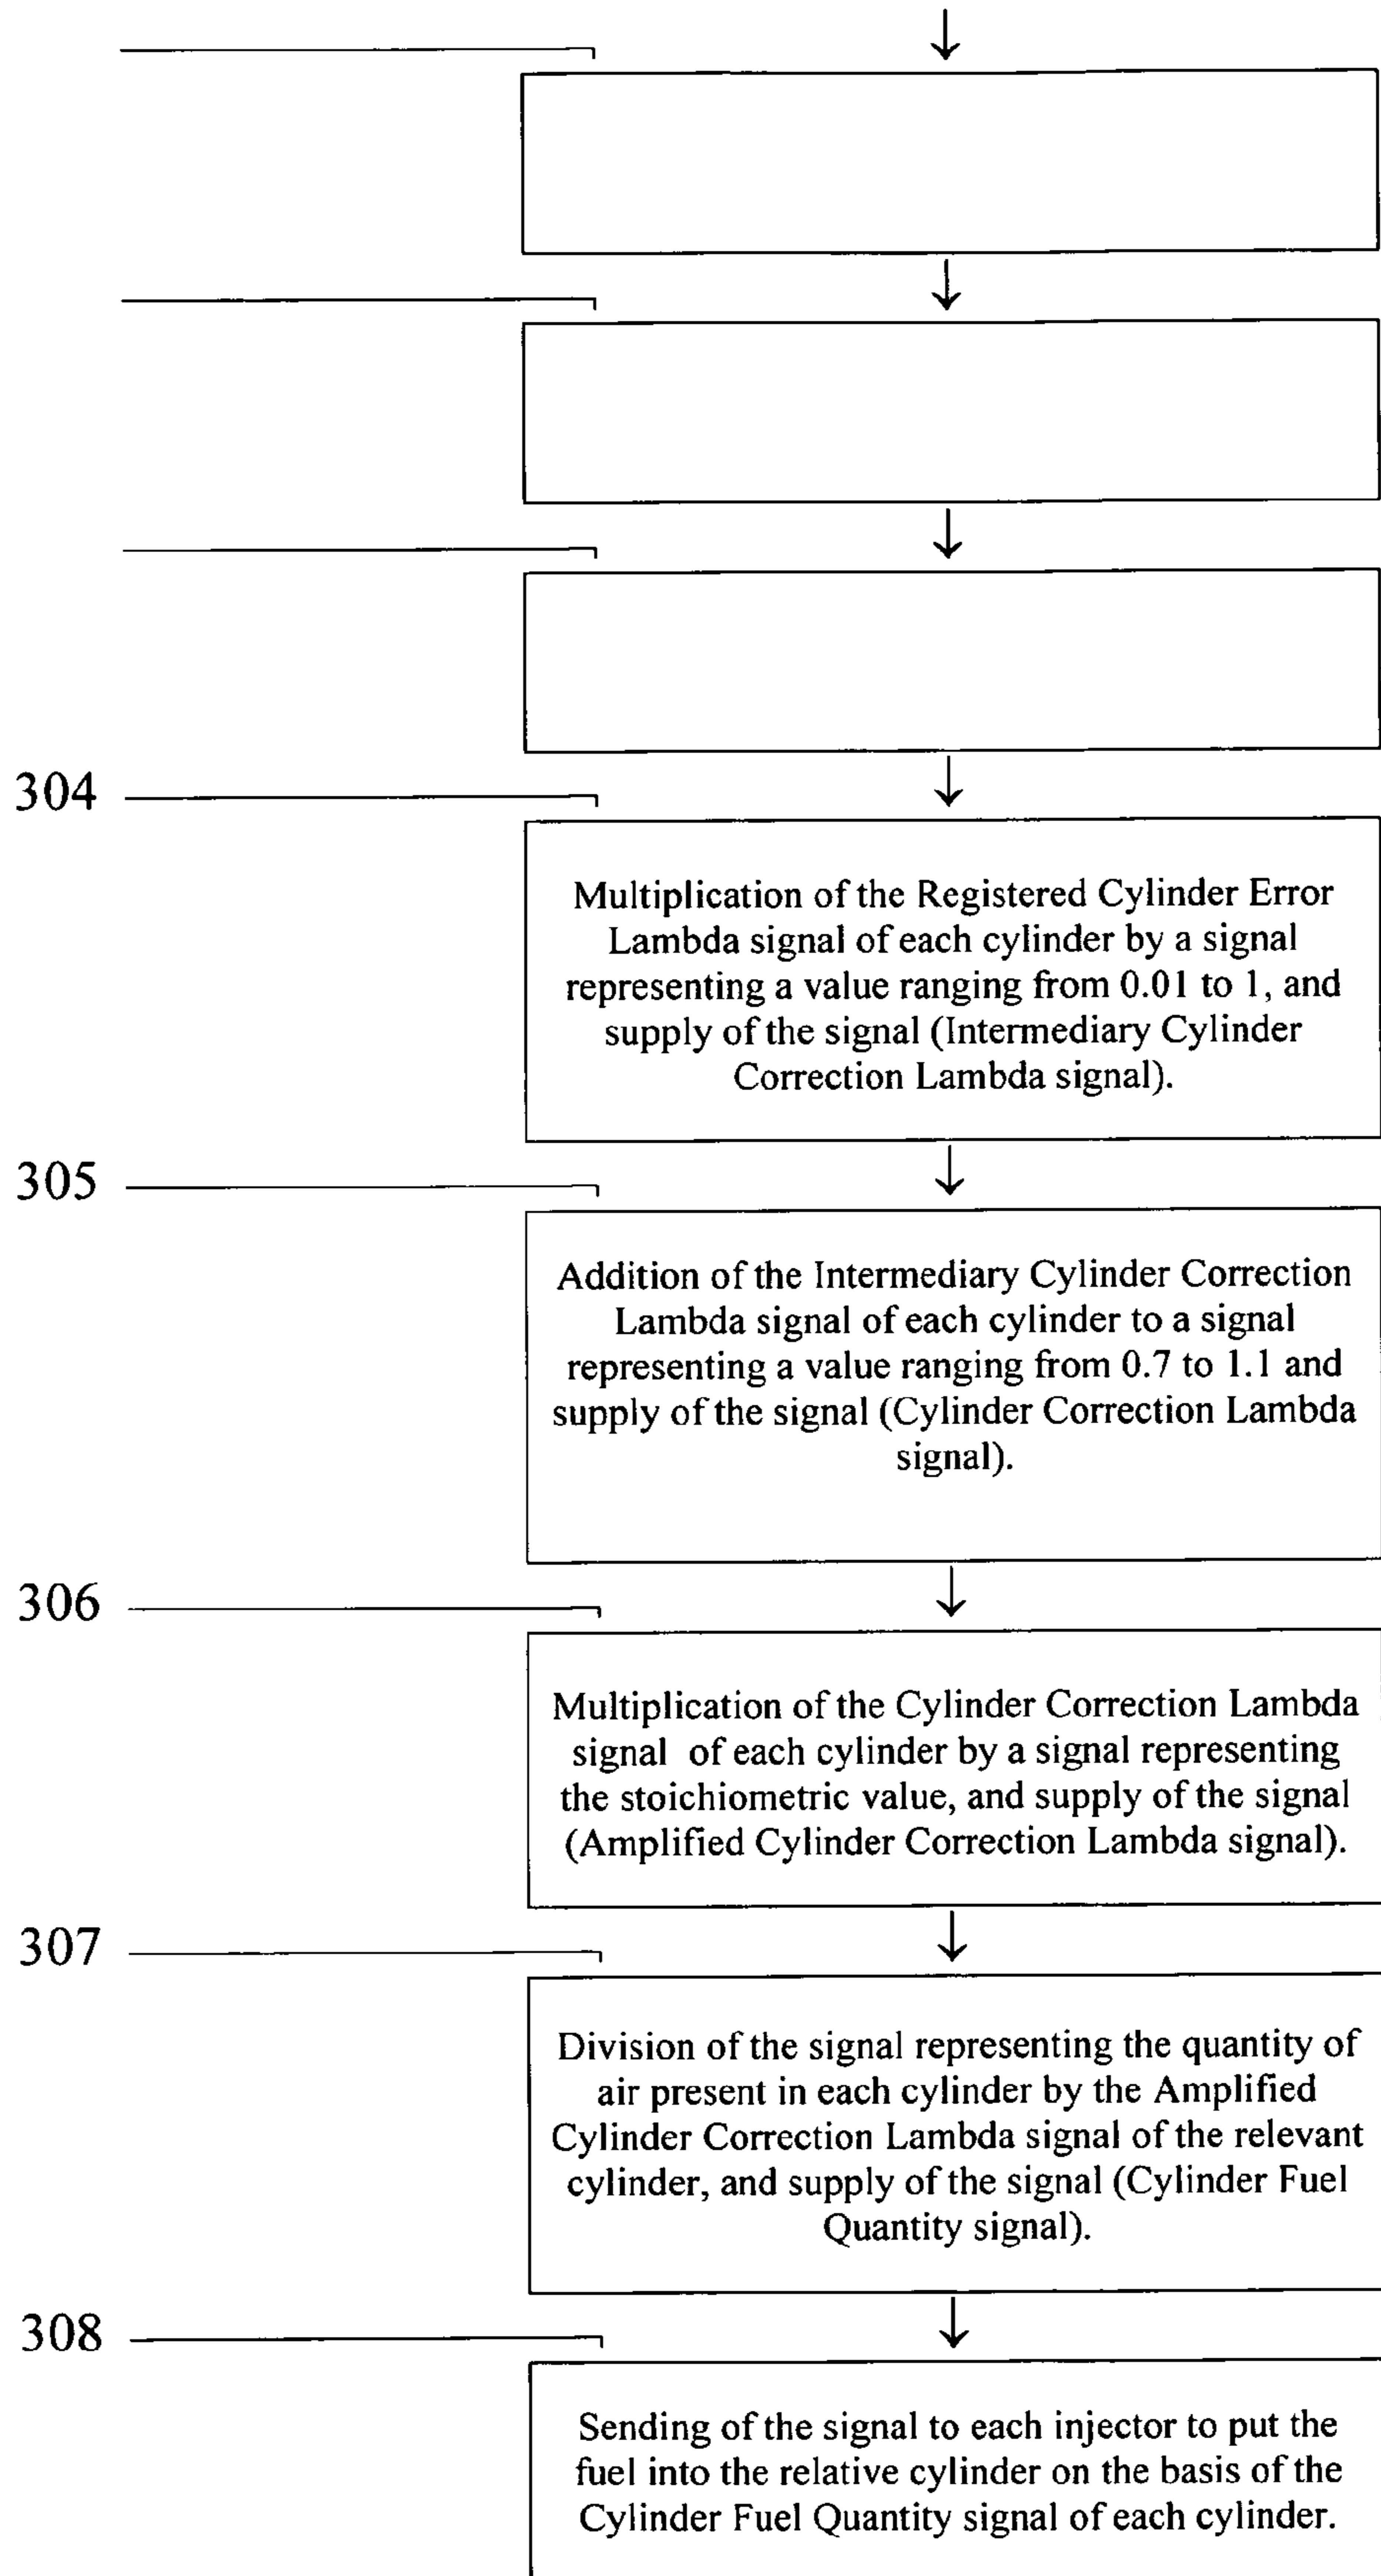 304
Multiplication of the Registered Cylinder Error
Lambda signal of each cylinder by a signal
representing a value ranging from 0.01 to 1, and
supply of the signal (Intermediary Cylinder
Correction Lambda signal).
305
Addition of the Intermediary Cylinder Correction
Lambda signal of each cylinder to a signal
representing a value ranging from 0.7 to 1.1 and
supply of the signal (Cylinder Correction Lambda
signal).
306
Multiplication of the Cylinder Correction Lambda
signal of each cylinder by a signal representing
the stoichiometric value, and supply of the signal
(Amplified Cylinder Correction Lambda signal).
307
Division of the signal representing the quantity of
air present in each cylinder by the Amplified
Cylinder Correction Lambda signal of the relevant
cylinder, and supply of the signal (Cylinder Fuel
Quantity signal).
308
Sending of the signal to each injector to put the
fuel into the relative cylinder on the basis of the
Cylinder Fuel Quantity signal of each cylinder.